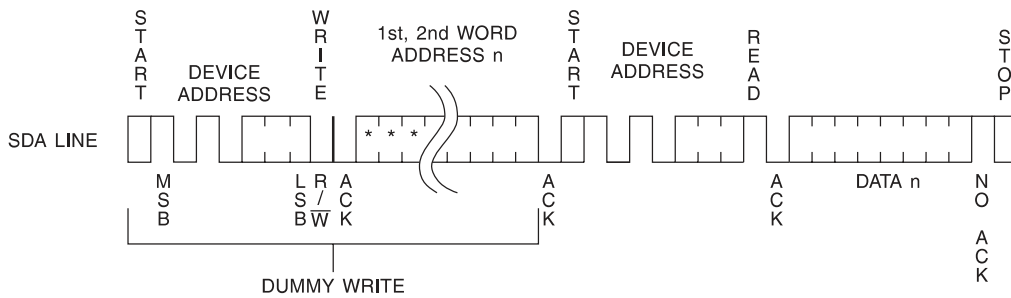 START
WRITE
1st, 2nd WORD
ADDRESS n
START
READ
STOP
DEVICE
ADDRESS
DEVICE
ADDRESS
SDA LINE
* * *
MSB
LSB
R/W
ACK
ACK
ACK
DATA n
NO ACK
DUMMY WRITE